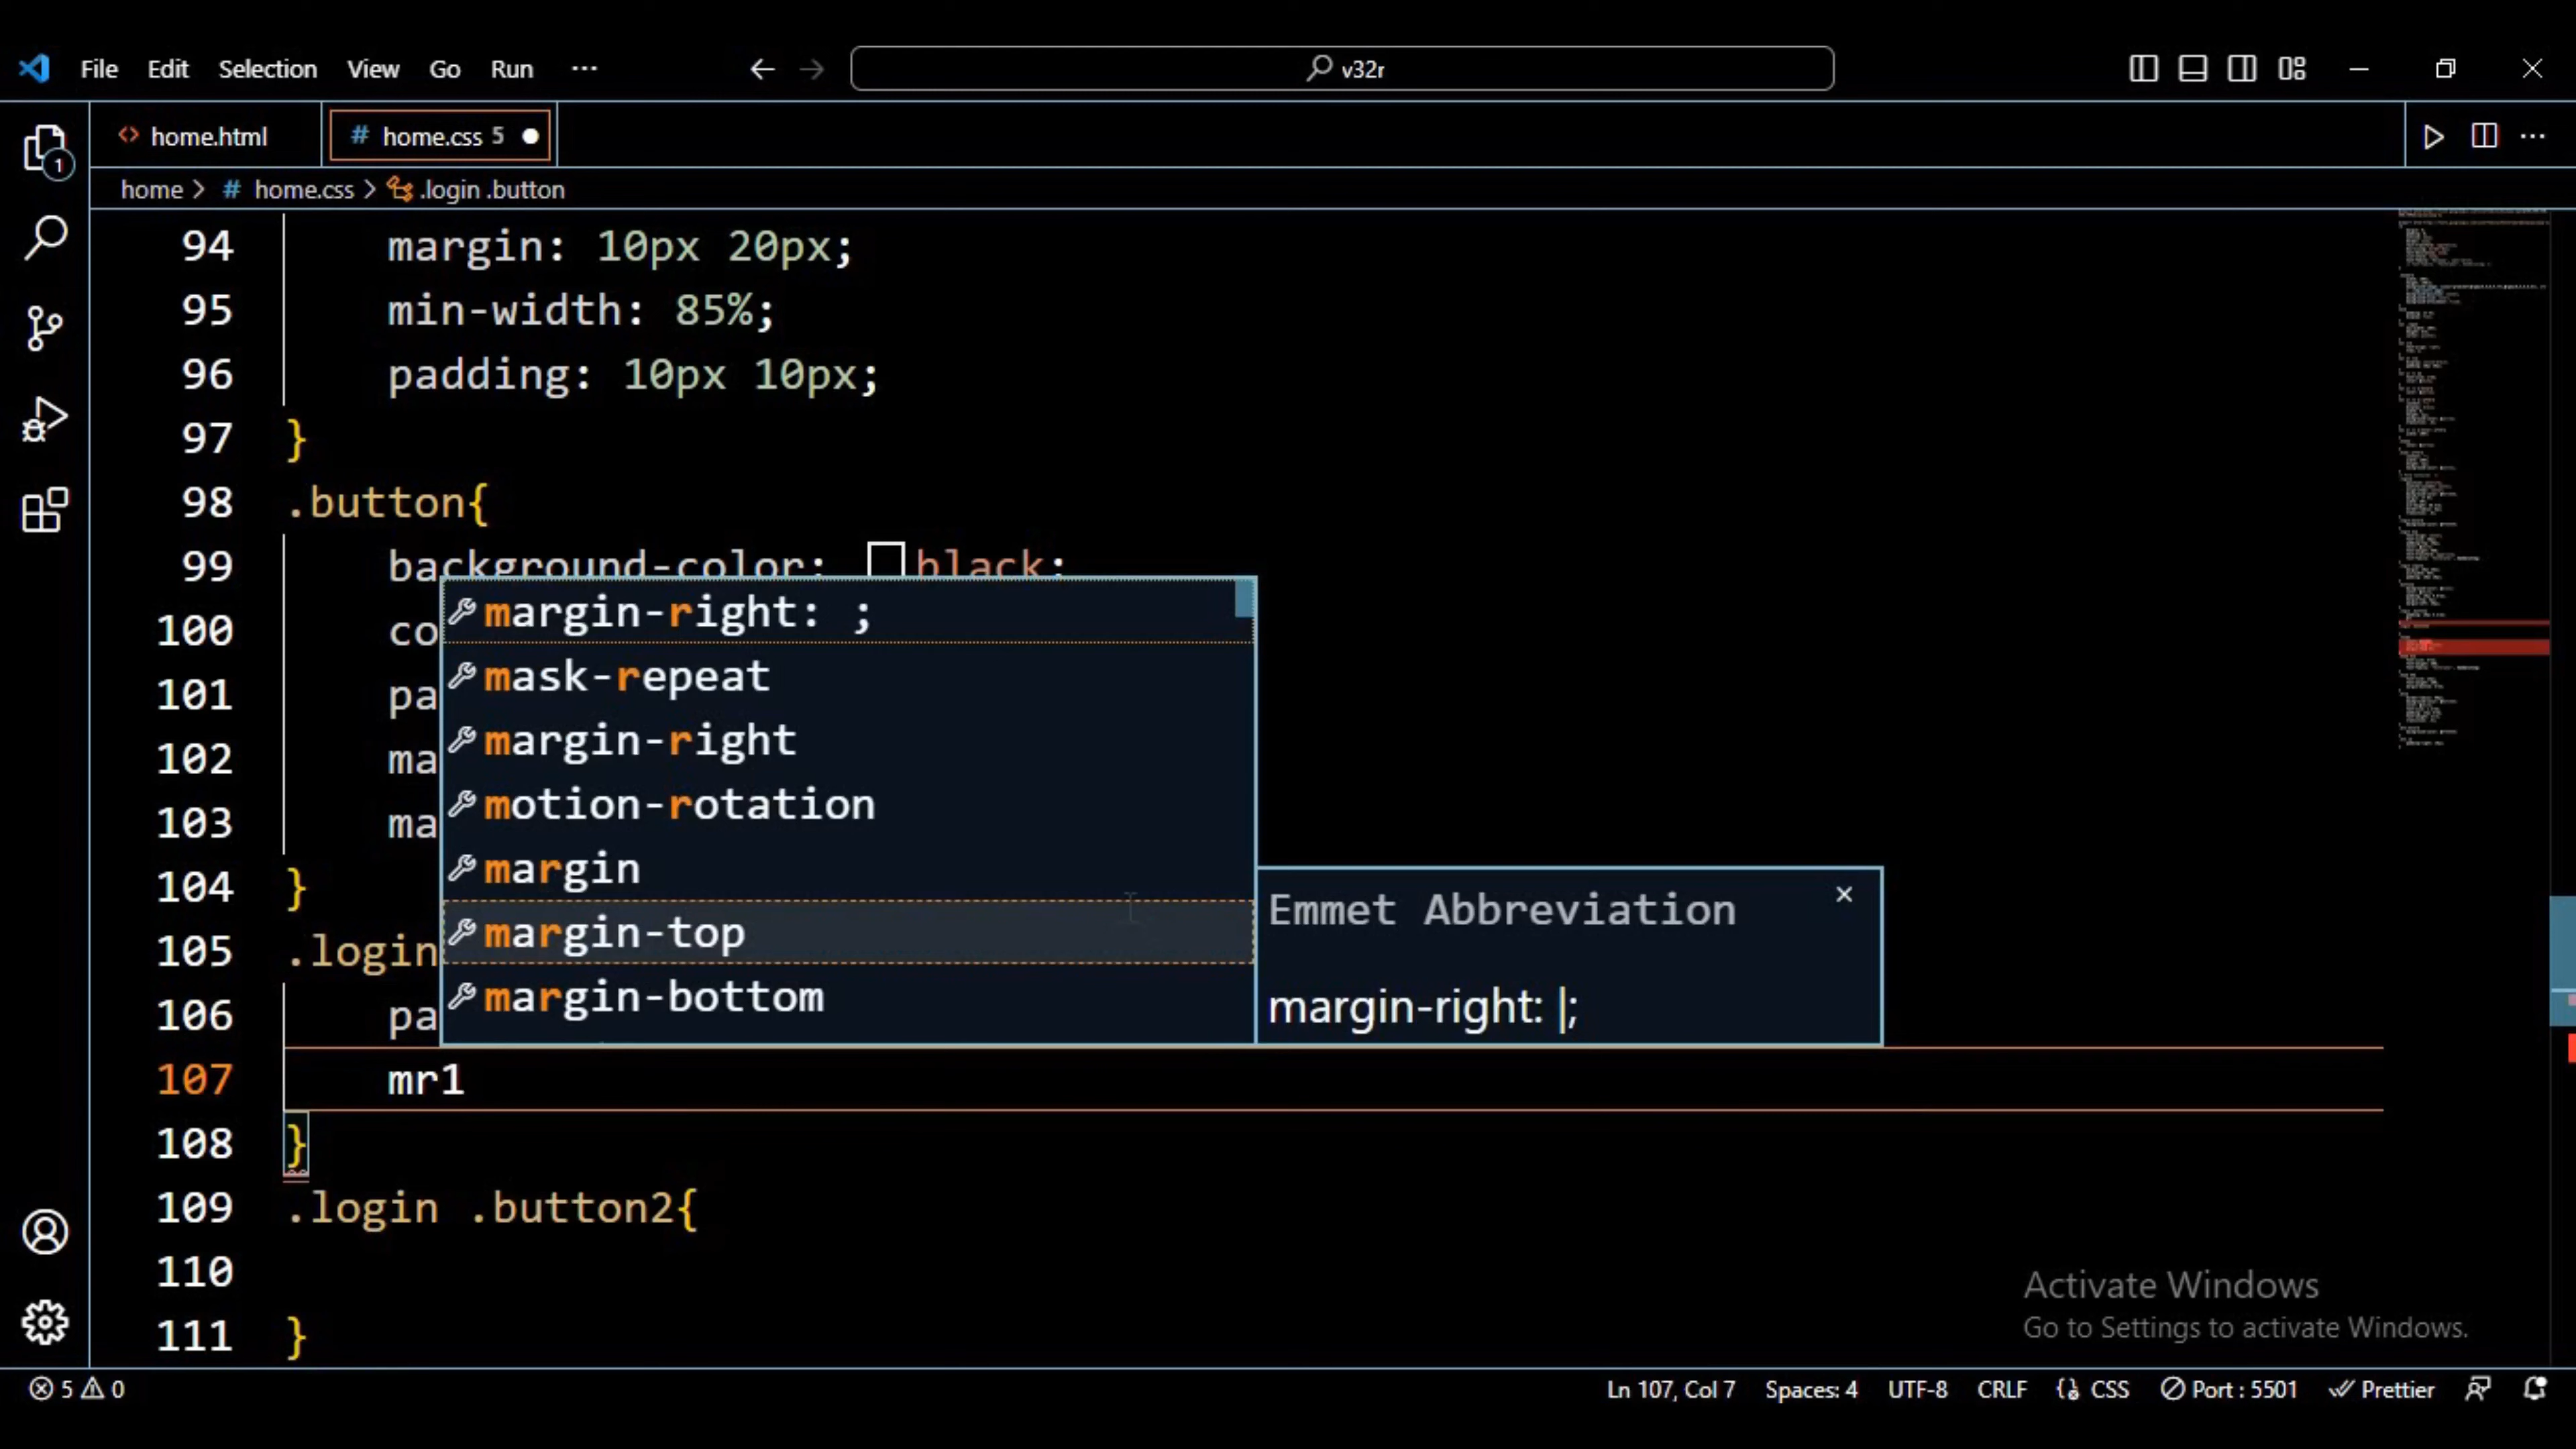 File Edit Selection View Go Run ···
v32r
home.html
# home.css 5
home > # home.css > .login .button
94 margin: 10px 20px;
95 min-width: 85%;
96 padding: 10px 10px;
97 }
98 .button{
99 background-color: black;
100 co
101 pa
102 ma
103 ma
104 }
105 .login
106 pa
margin-right: ;
mask-repeat
margin-right
motion-rotation
margin
margin-top
margin-bottom
Emmet Abbreviation
margin-right: |;
107 mr1
108 }
109 .login .button2{
110
111 }
1
Activate Windows
Go to Settings to activate Windows.
5 0
Ln 107, Col 7 Spaces: 4 UTF-8 CRLF CSS Port : 5501 Prettier